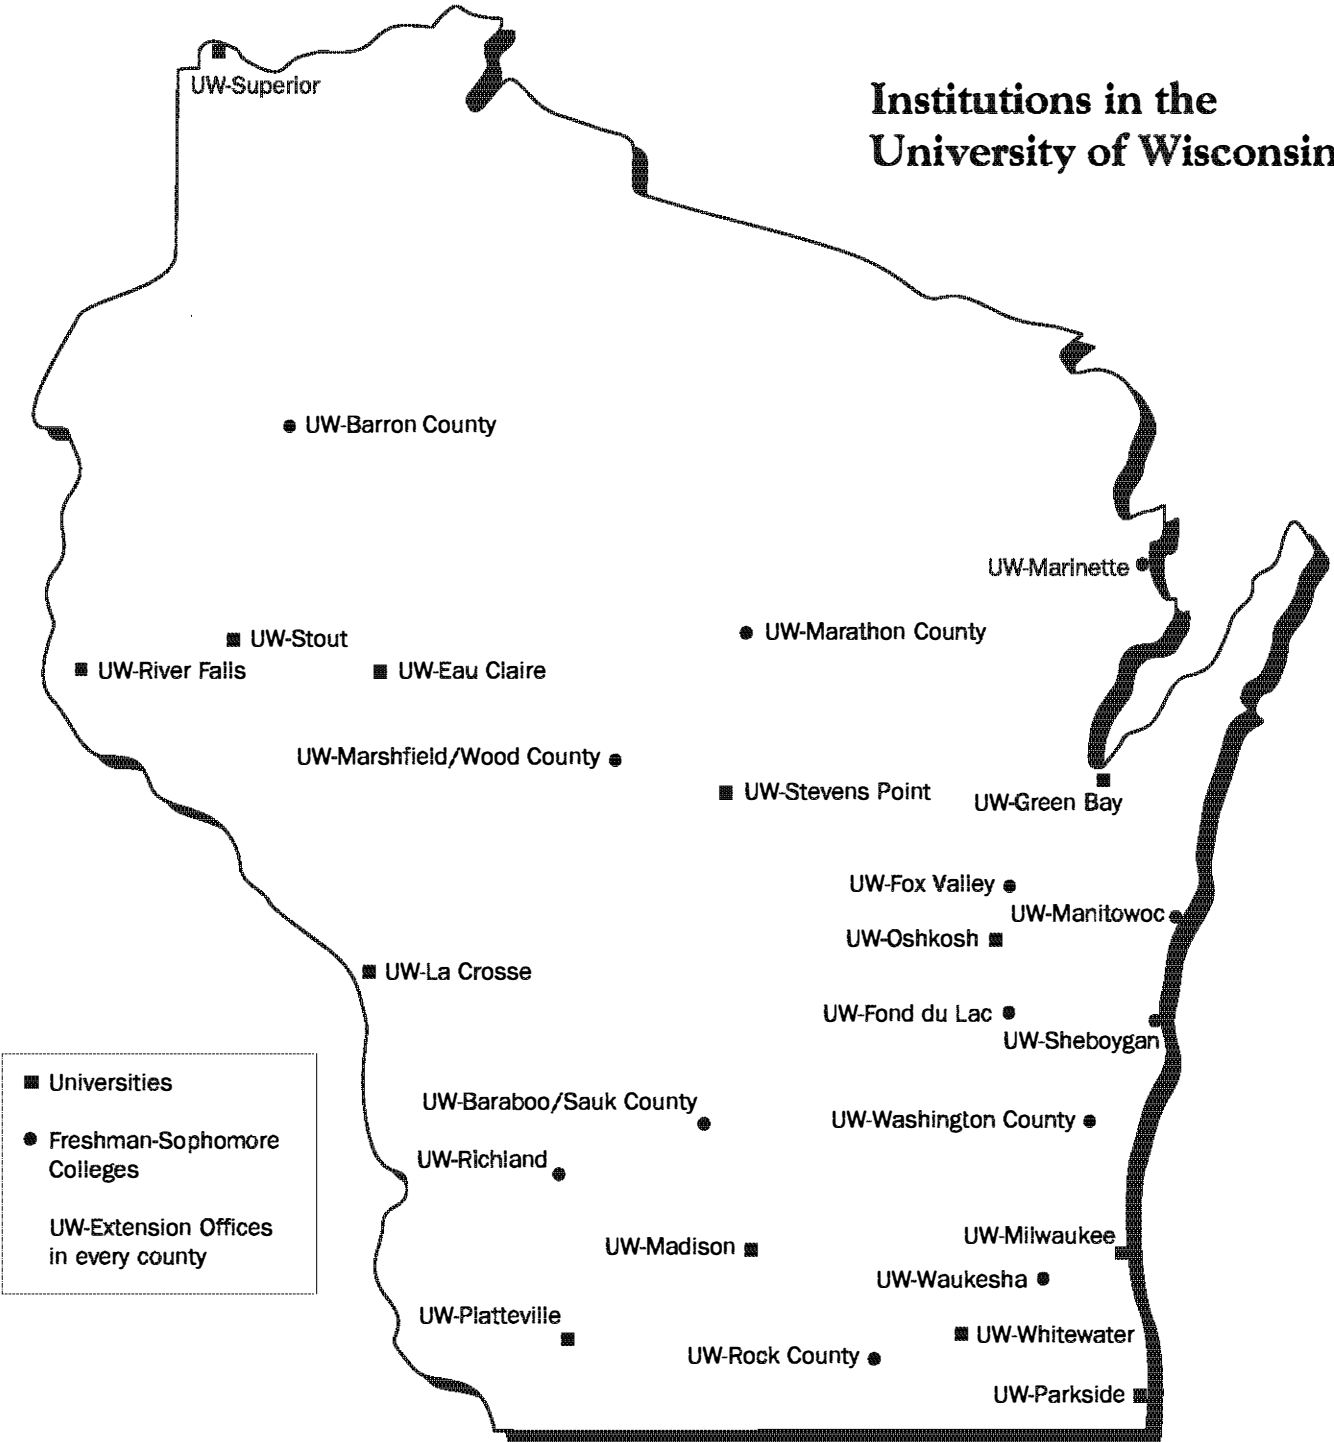 Institutions in the
University of Wisconsin
UW-Superior
UW-Barron County
UW-Marinette
UW-Marathon County
UW-Stout
UW-River Falls
UW-Eau Claire
UW-Marshfield/Wood County
UW-Stevens Point
UW-Green Bay
UW-Fox Valley
UW-Manitowoc
UW-Oshkosh
UW-La Crosse
UW-Fond du Lac
UW-Sheboygan
UW-Baraboo/Sauk County
UW-Washington County
UW-Richland
UW-Milwaukee
UW-Madison
UW-Waukesha
UW-Platteville
UW-Whitewater
UW-Rock County
UW-Parkside
Universities
Freshman-Sophomore
Colleges
UW-Extension Offices
in every county